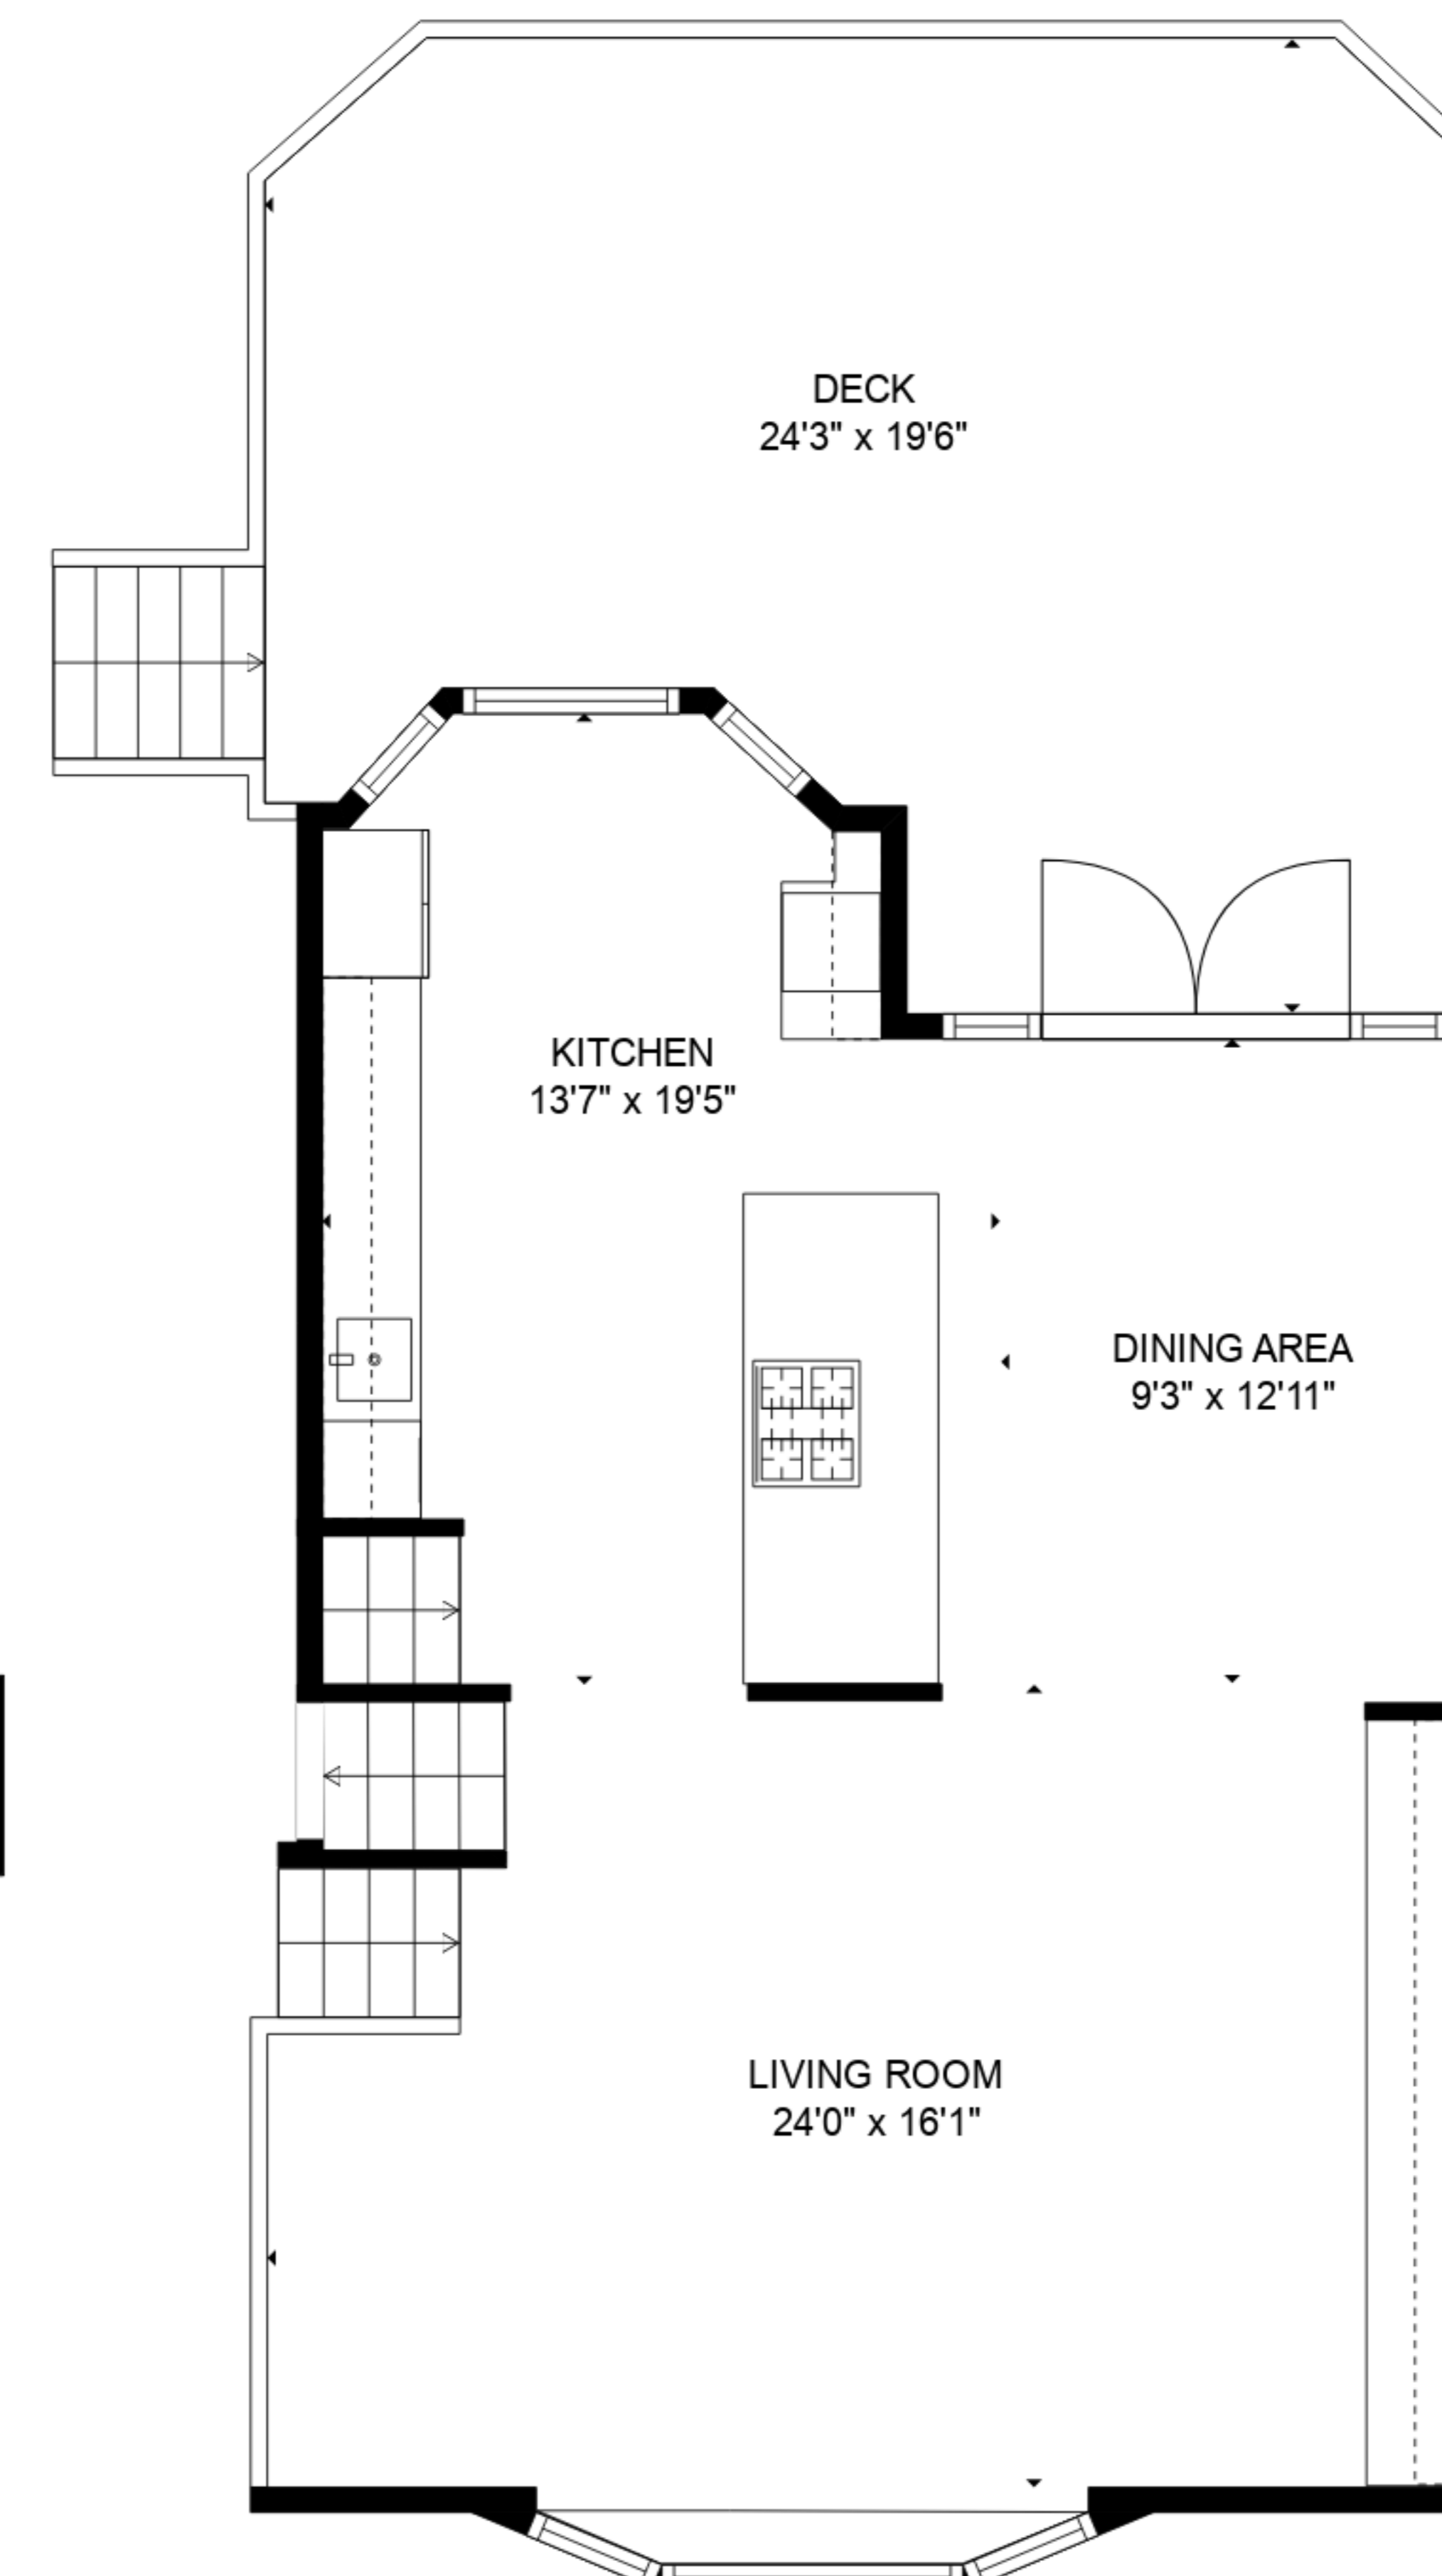 DECK
24'3" x 19'6"
KITCHEN
13'7" x 19'5"
DINING AREA
9'3" x 12'11"
LIVING ROOM
24'0" x 16'1"